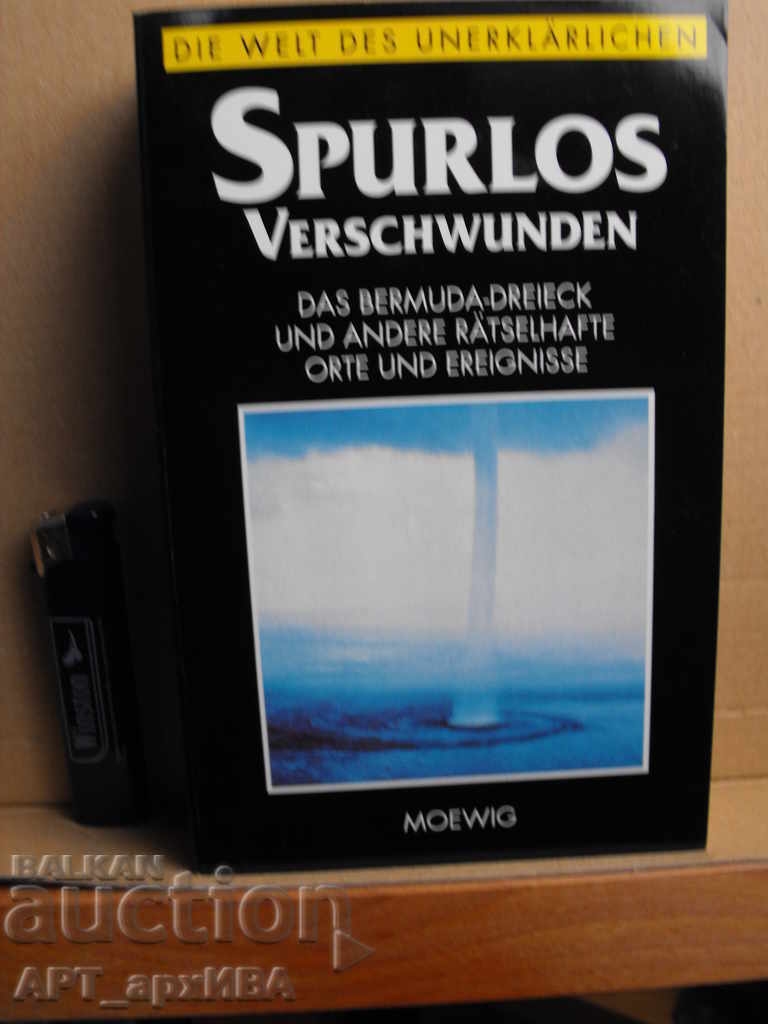 DIE WELT DES UNERKLÄRLICHEN
SPURLOS
VERSCHWUNDEN
DAS BERMUDA-DREIECK
UND ANDERE RÄTSELHAFTE
ORTE UND EREIGNISSE
MOEWIG
Winston
BALKAN
auction
АРТ_архИВА